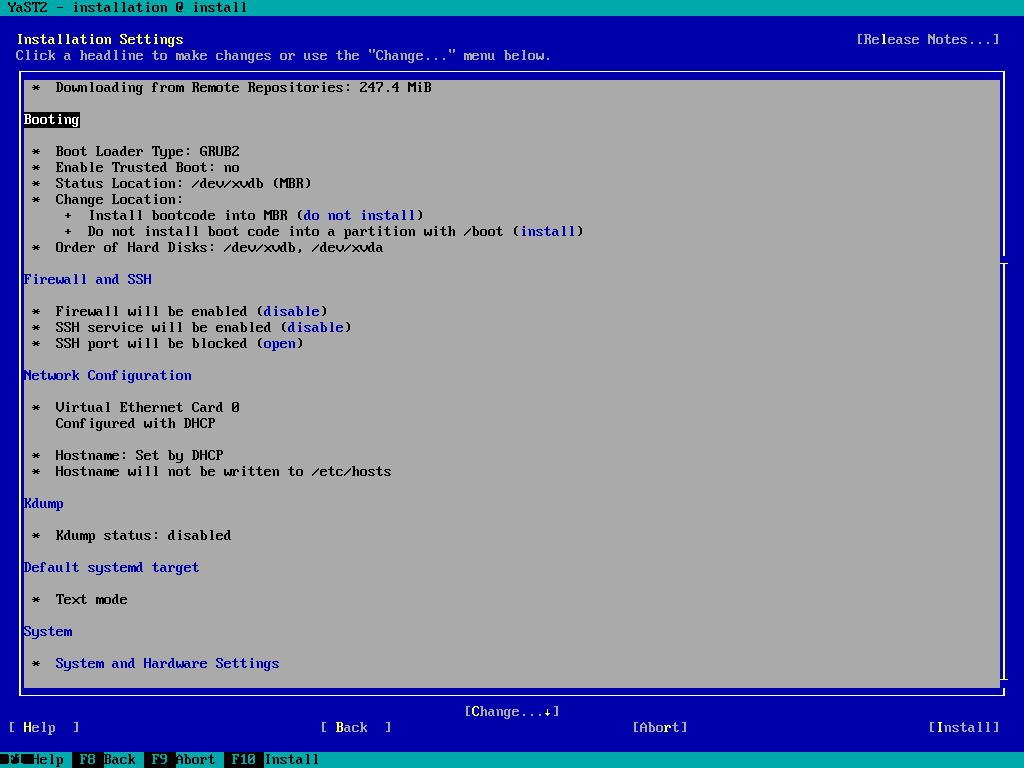 YaST2 - installation @ install
Installation Settings [Release Notes...]
Click a headline to make changes or use the "Change..." menu below.
* Downloading from Remote Repositories: 247.4 MiB
Booting
* Boot Loader Type: GRUB2
* Enable Trusted Boot: no
* Status Location: /dev/xvdb (MBR)
* Change Location:
+ Install bootcode into MBR (do not install)
+ Do not install boot code into a partition with /boot (install)
* Order of Hard Disks: /dev/xvdb, /dev/xvda
Firewall and SSH
* Firewall will be enabled (disable)
* SSH service will be enabled (disable)
* SSH port will be blocked (open)
Network Configuration
* Virtual Ethernet Card 0
Configured with DHCP
* Hostname: Set by DHCP
* Hostname will not be written to /etc/hosts
Kdump
* Kdump status: disabled
Default systemd target
* Text mode
System
* System and Hardware Settings
[Change...↓]
[ Help ] [ Back ] [Abort] [Install]
Help F8 Back F9 Abort F10 Install